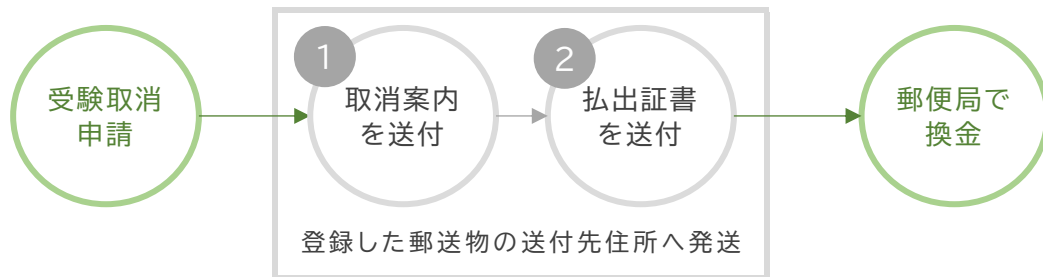 受験取消
申請
1
取消案内
を送付
2
払出証書
を送付
郵便局で
換金
登録した郵送物の送付先住所へ発送